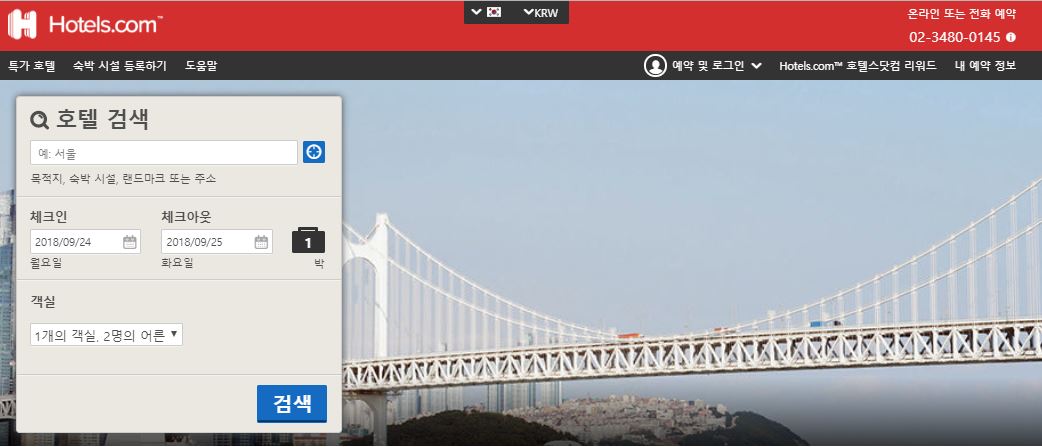 Hotels.com™
KRW
온라인 또는 전화 예약
02-3480-0145
특가 호텔 숙박 시설 등록하기 도움말
예약 및 로그인 Hotels.com™ 호텔스닷컴 리워드 내 예약 정보
호텔 검색
예: 서울
목적지, 숙박 시설, 랜드마크 또는 주소
체크인 체크아웃
2018/09/24 2018/09/25 1
월요일 화요일 박
객실
1개의 객실, 2명의 어른
검색